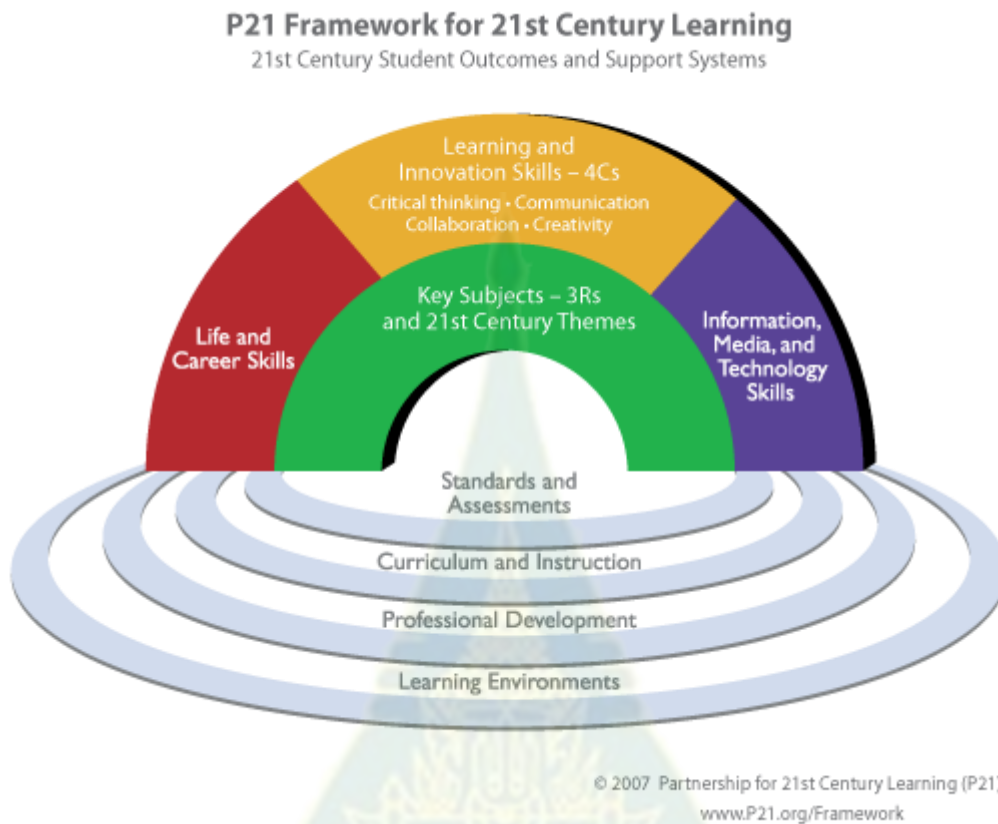 P21 Framework for 21st Century Learning
21st Century Student Outcomes and Support Systems
Learning and
Innovation Skills – 4Cs
Critical thinking • Communication
Collaboration • Creativity
Key Subjects – 3Rs
and 21st Century Themes
Life and
Career Skills
Information,
Media, and
Technology
Skills
Standards and
Assessments
Curriculum and Instruction
Professional Development
Learning Environments
© 2007 Partnership for 21st Century Learning (P21)
www.P21.org/Framework